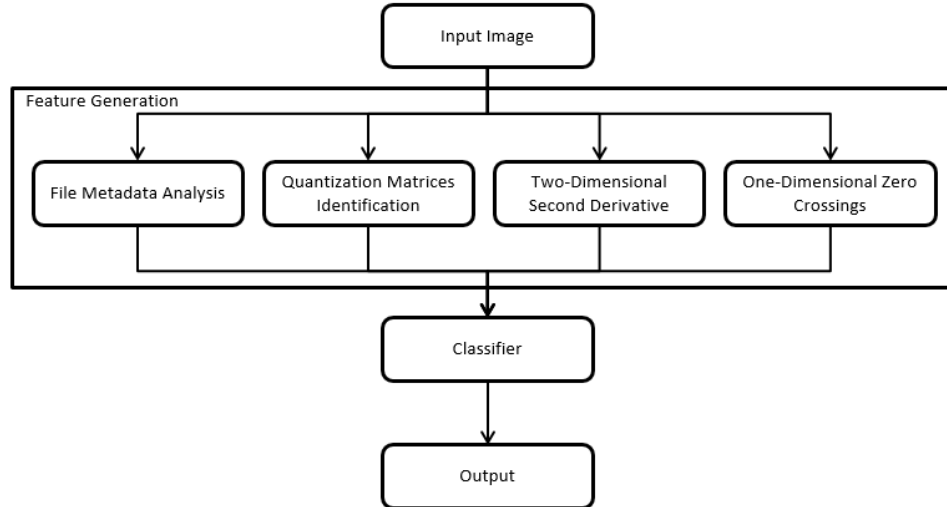 Input Image
Feature Generation
File Metadata Analysis
Quantization Matrices
Identification
Two-Dimensional
Second Derivative
One-Dimensional Zero
Crossings
Classifier
Output